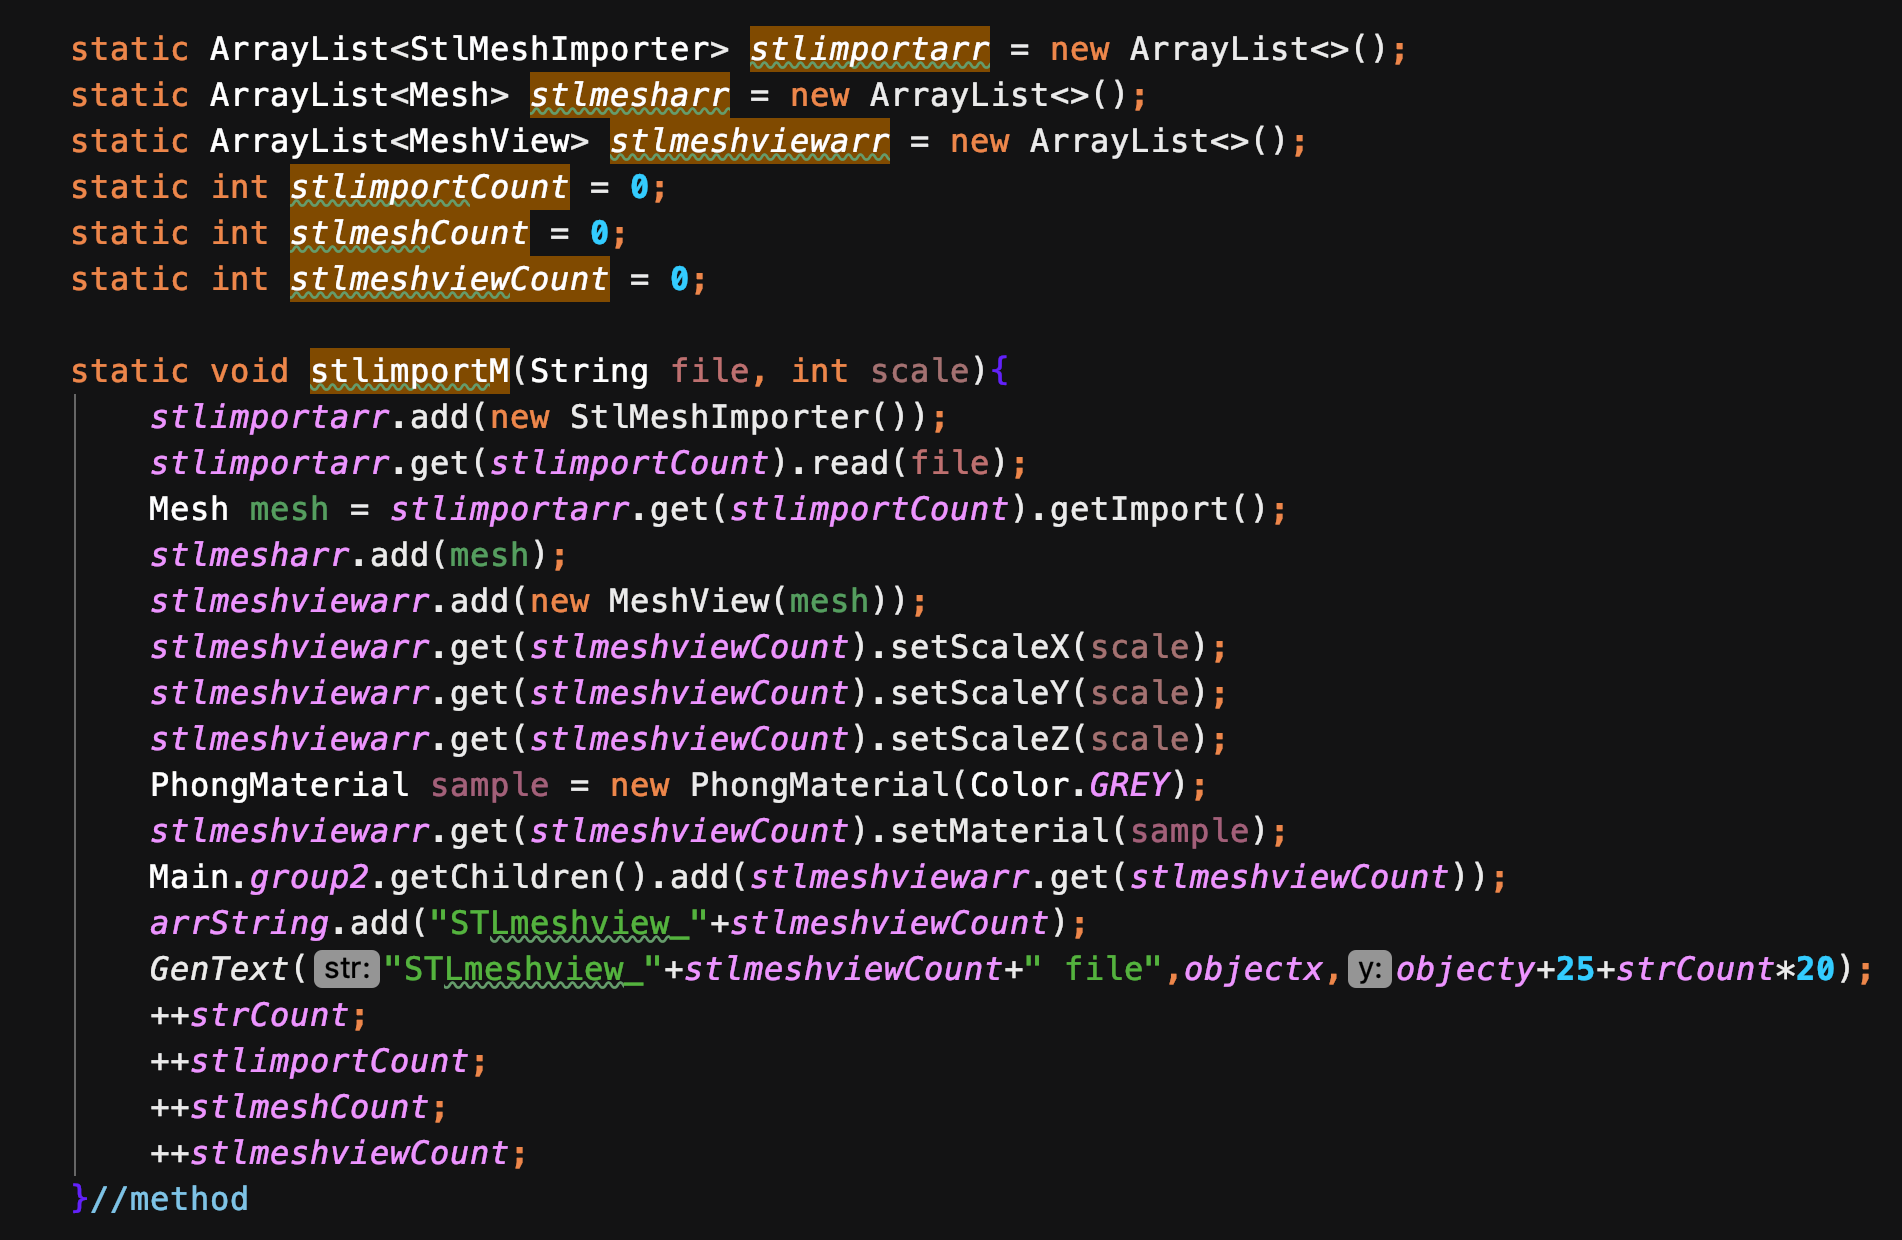 static ArrayList<StlMeshImporter> stlimportarr = new ArrayList<>();
static ArrayList<Mesh> stlmesharr = new ArrayList<>();
static ArrayList<MeshView> stlmeshviewarr = new ArrayList<>();
static int stlimportCount = 0;
static int stlmeshCount = 0;
static int stlmeshviewCount = 0;
static void stlimportM(String file, int scale){
stlimportarr.add(new StlMeshImporter());
stlimportarr.get(stlimportCount).read(file);
Mesh mesh = stlimportarr.get(stlimportCount).getImport();
stlmesharr.add(mesh);
stlmeshviewarr.add(new MeshView(mesh));
stlmeshviewarr.get(stlmeshviewCount).setScaleX(scale);
stlmeshviewarr.get(stlmeshviewCount).setScaleY(scale);
stlmeshviewarr.get(stlmeshviewCount).setScaleZ(scale);
PhongMaterial sample = new PhongMaterial(Color.GREY);
stlmeshviewarr.get(stlmeshviewCount).setMaterial(sample);
Main.group2.getChildren().add(stlmeshviewarr.get(stlmeshviewCount));
arrString.add("STLmeshview_"+stlmeshviewCount);
GenText( str: "STLmeshview_"+stlmeshviewCount+" file",objectx, y: objecty+25+strCount*20);
++strCount;
++stlimportCount;
++stlmeshCount;
++stlmeshviewCount;
}//method